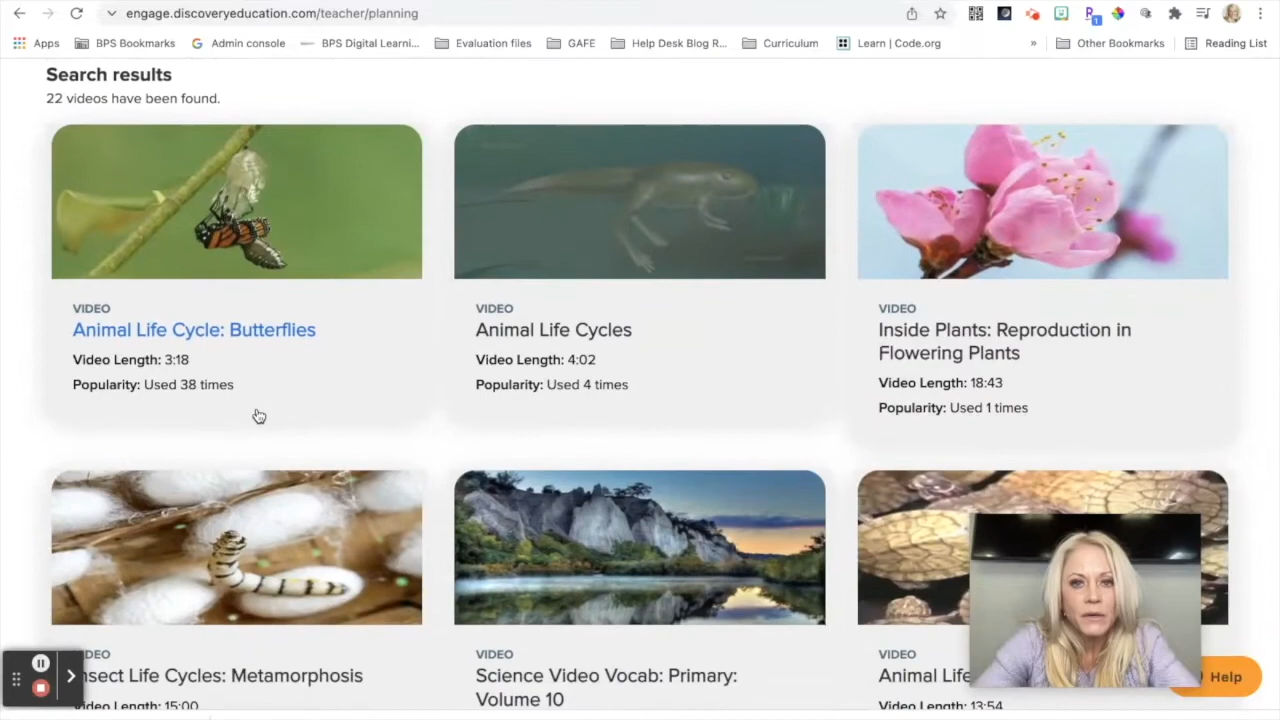 engage.discoveryeducation.com/teacher/planning
Apps BPS Bookmarks Admin console BPS Digital Learni... Evaluation files GAFE Help Desk Blog R... Curriculum Learn | Code.org » Other Bookmarks Reading List
Search results
22 videos have been found.
VIDEO
Animal Life Cycle: Butterflies
Video Length: 3:18
Popularity: Used 38 times
VIDEO
Animal Life Cycles
Video Length: 4:02
Popularity: Used 4 times
VIDEO
Inside Plants: Reproduction in
Flowering Plants
Video Length: 18:43
Popularity: Used 1 times
DEO
nsect Life Cycles: Metamorphosis
Video Length: 15:00
VIDEO
Science Video Vocab: Primary:
Volume 10
VIDEO
Animal Life
Video Length: 13:54
Help